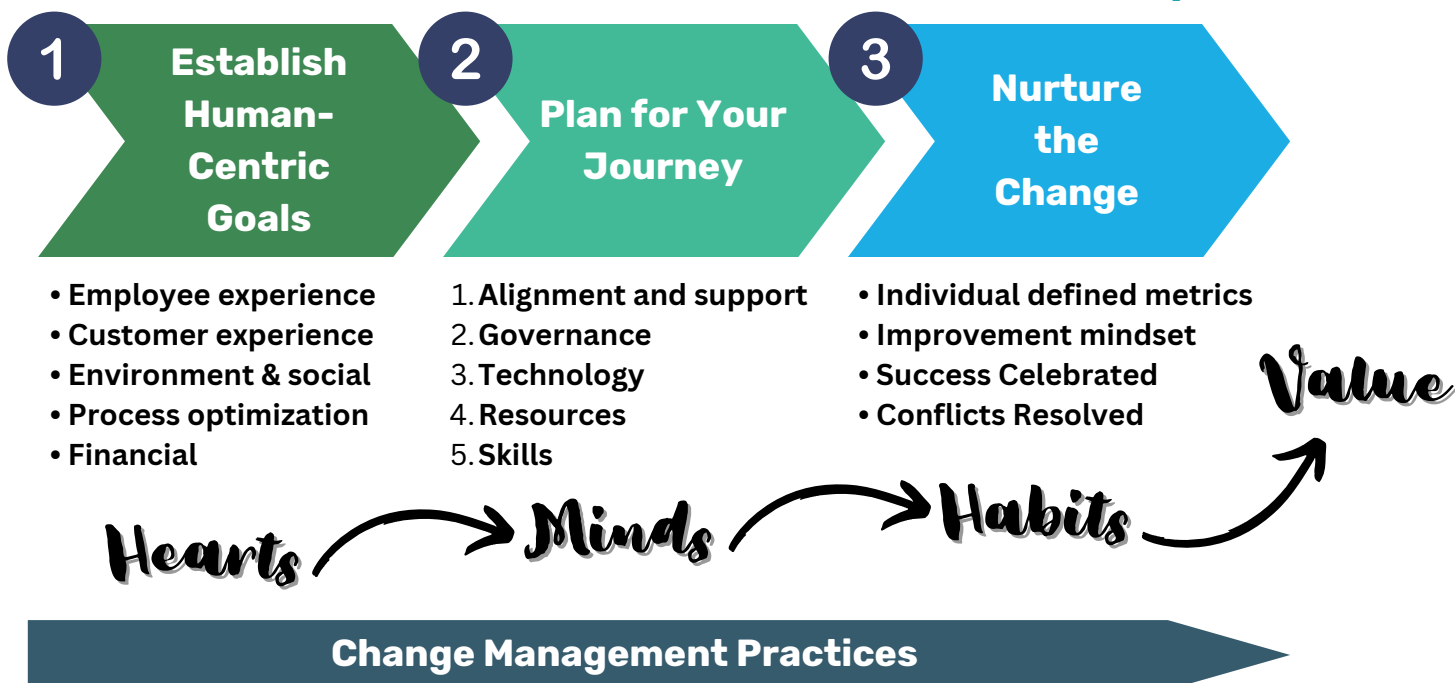 1
Establish
Human-
Centric
Goals
2
Plan for Your
Journey
3
Nurture
the
Change
• Employee experience
• Customer experience
• Environment & social
• Process optimization
• Financial
1. Alignment and support
2. Governance
3. Technology
4. Resources
5. Skills
• Individual defined metrics
• Improvement mindset
• Success Celebrated
• Conflicts Resolved
Hearts
Minds
Habits
Value
Change Management Practices